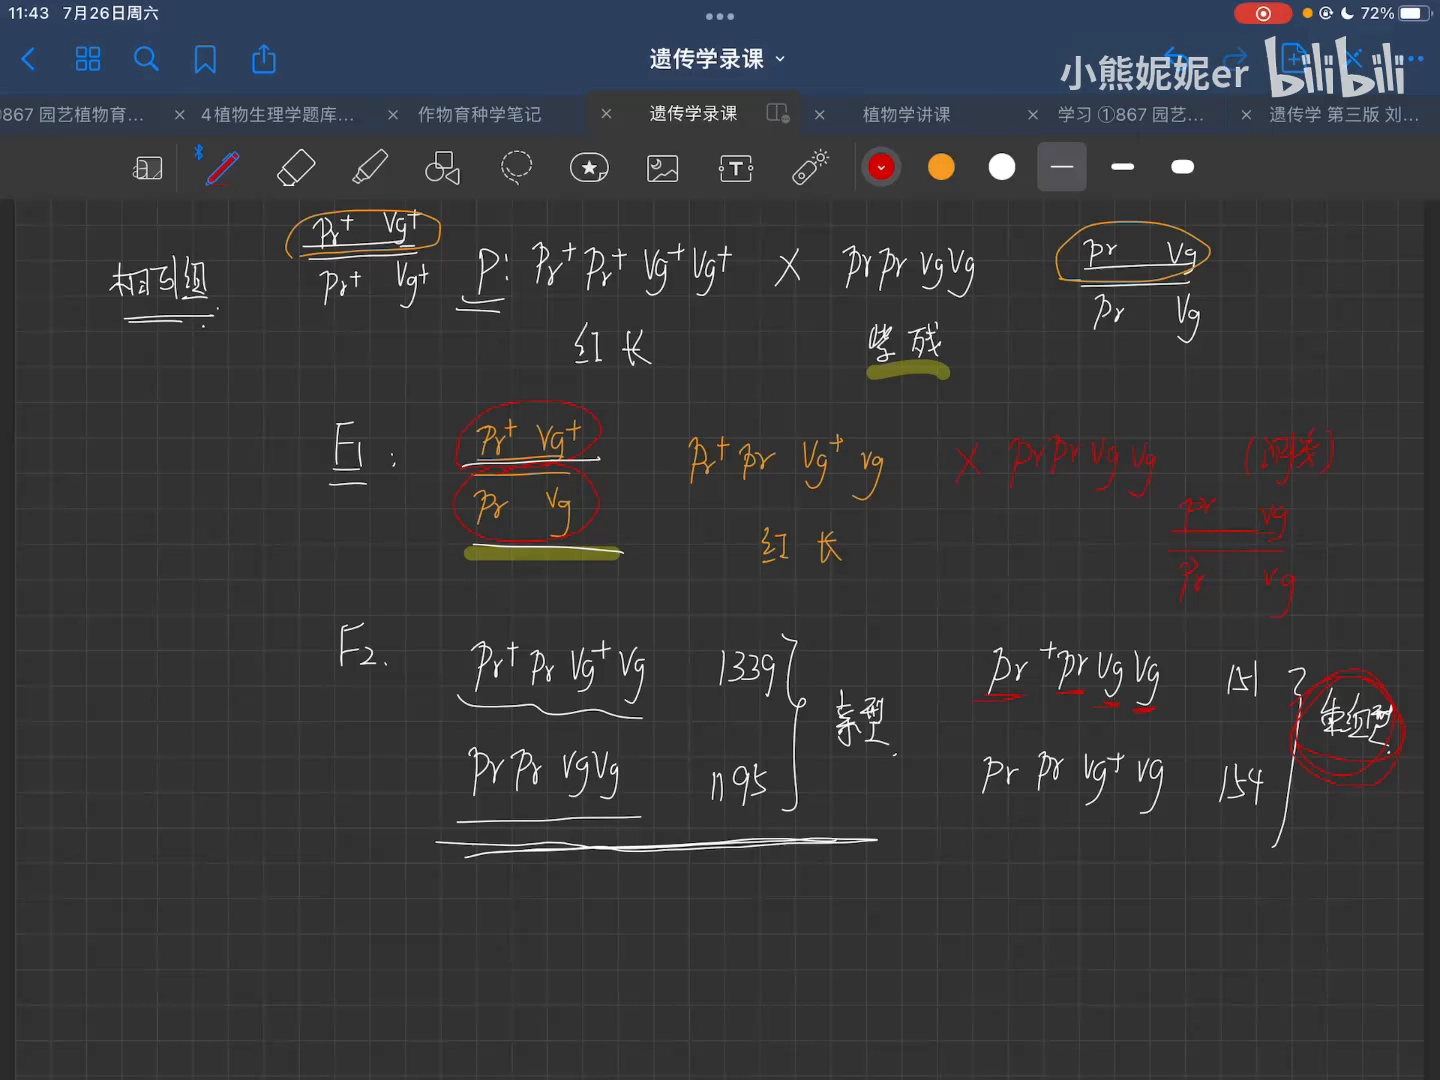 11:43 7月26日周六
72%
遗传学录课
小熊妮妮er bilibili
867 园艺植物育... × 4植物生理学题库... × 作物育种学笔记 × 遗传学录课 × 植物学讲课 × 学习 ①867 园艺... × 遗传学 第三版 刘...
相引组
Pr⁺ Vg⁺
Pr⁺ Vg⁺
P: Pr⁺Pr⁺ Vg⁺Vg⁺ × prpr vgvg
pr vg
pr vg
红 长
紫 残
F1:
Pr⁺ Vg⁺
Pr Vg
Pr⁺pr Vg⁺vg × prpr vgvg (测交)
pr vg
pr vg
红 长
F2.
Pr⁺Pr Vg⁺Vg 1339
prpr vgvg 1195
亲型.
pr⁺pr vgvg 151
pr pr vg⁺vg 154
重组型.